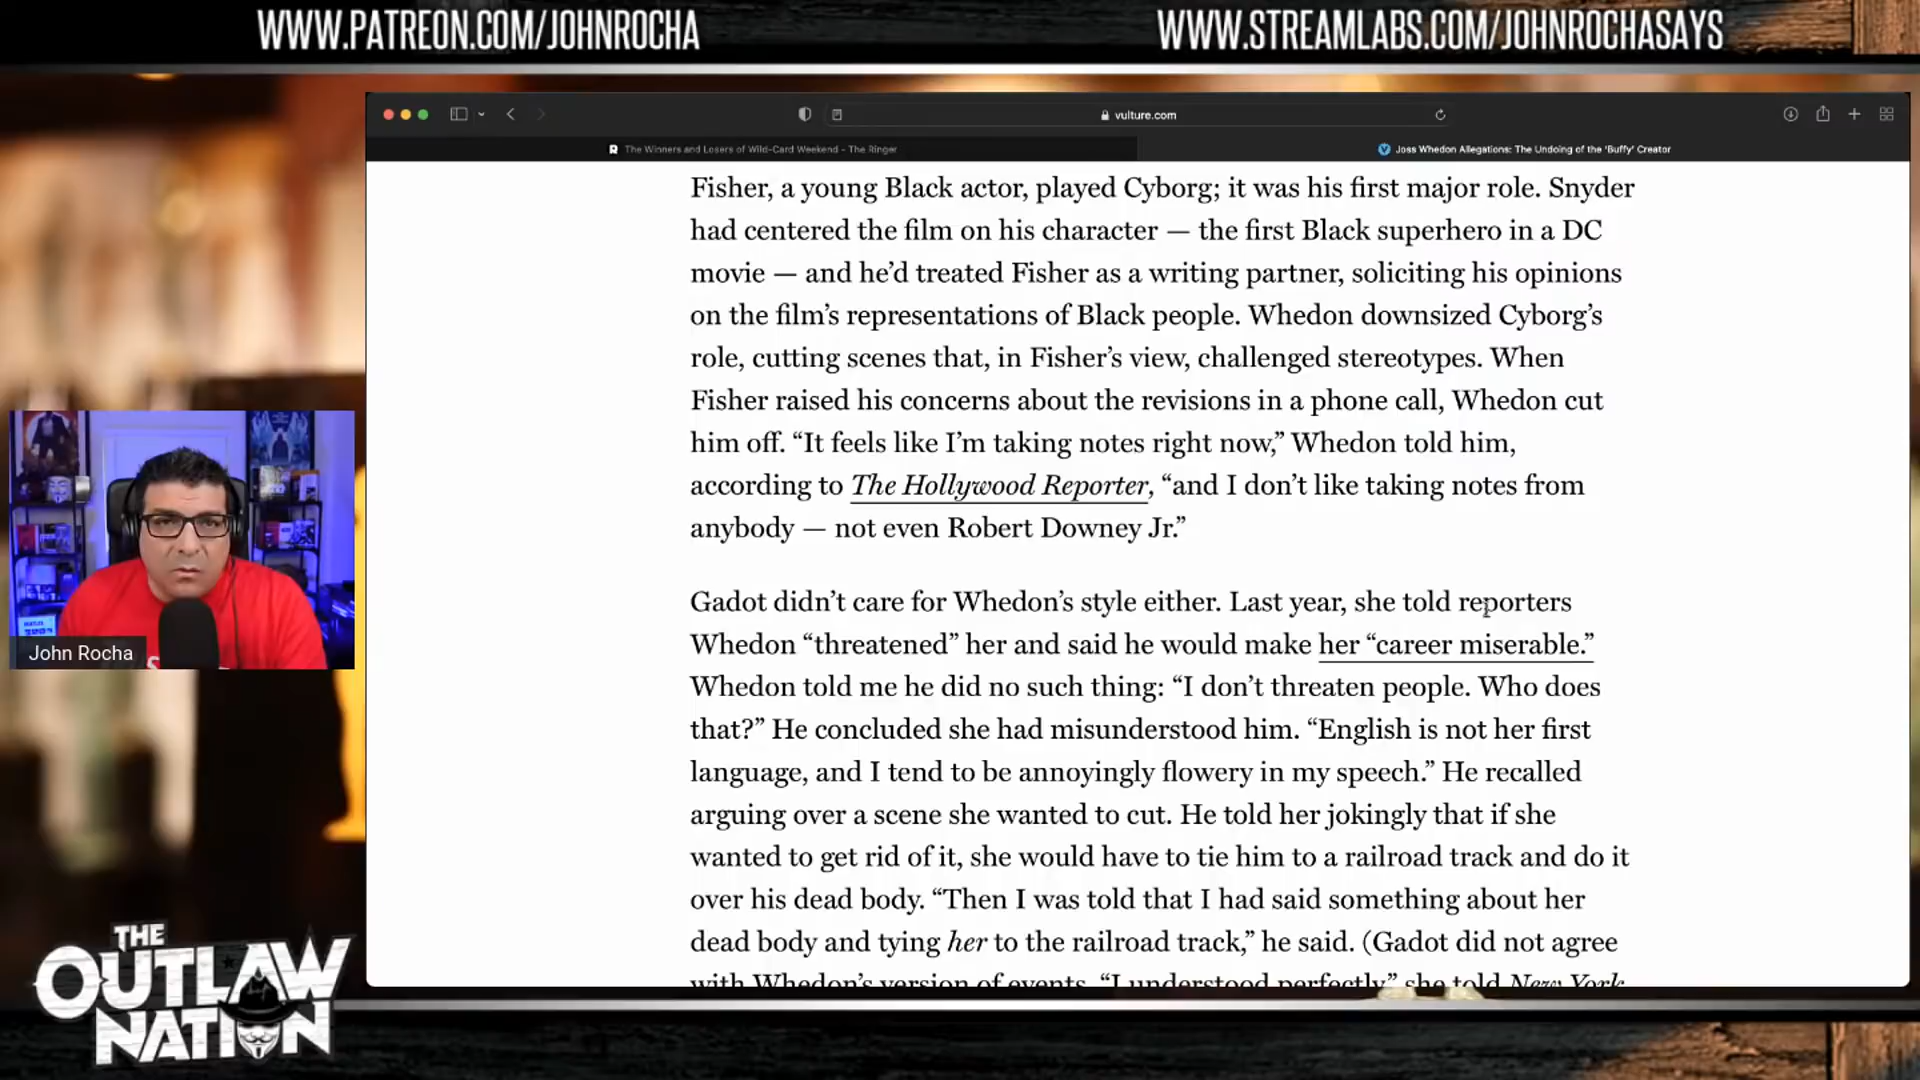 WWW.PATREON.COM/JOHNROCHA
WWW.STREAMLABS.COM/JOHNROCHASAYS
vulture.com
The Winners and Losers of Wild-Card Weekend - The Ringer
Joss Whedon Allegations: The Undoing of the ‘Buffy’ Creator
Fisher, a young Black actor, played Cyborg; it was his first major role. Snyder
had centered the film on his character — the first Black superhero in a DC
movie — and he’d treated Fisher as a writing partner, soliciting his opinions
on the film’s representations of Black people. Whedon downsized Cyborg’s
role, cutting scenes that, in Fisher’s view, challenged stereotypes. When
Fisher raised his concerns about the revisions in a phone call, Whedon cut
him off. “It feels like I’m taking notes right now,” Whedon told him,
according to The Hollywood Reporter, “and I don’t like taking notes from
anybody — not even Robert Downey Jr.”
Gadot didn’t care for Whedon’s style either. Last year, she told reporters
Whedon “threatened” her and said he would make her “career miserable.”
Whedon told me he did no such thing: “I don’t threaten people. Who does
that?” He concluded she had misunderstood him. “English is not her first
language, and I tend to be annoyingly flowery in my speech.” He recalled
arguing over a scene she wanted to cut. He told her jokingly that if she
wanted to get rid of it, she would have to tie him to a railroad track and do it
over his dead body. “Then I was told that I had said something about her
dead body and tying her to the railroad track,” he said. (Gadot did not agree
with Whedon’s version of events. “I understood perfectly,” she told New York
John Rocha
THE
OUTLAW
NATION